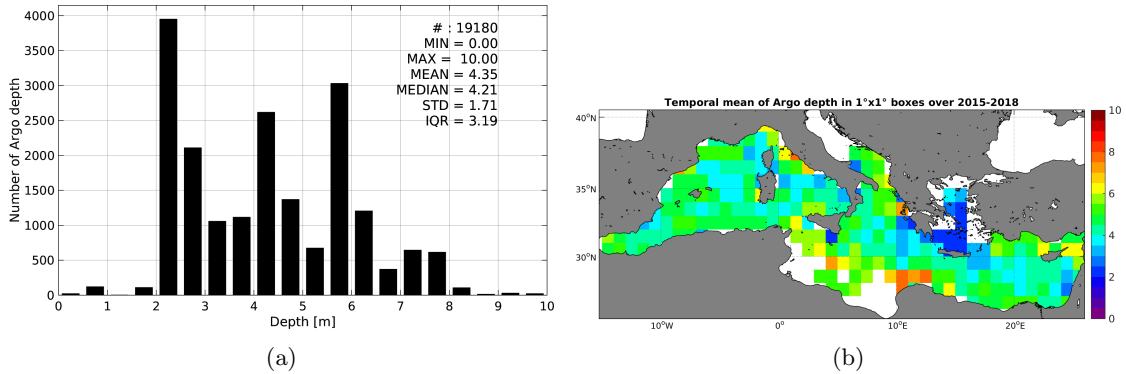 4000
3500
3000
2500
2000
1500
1000
500
0
Number of Argo depth
# : 19180
MIN = 0.00
MAX = 10.00
MEAN = 4.35
MEDIAN = 4.21
STD = 1.71
IQR = 3.19
0 1 2 3 4 5 6 7 8 9 10
Depth [m]
(a)
Temporal mean of Argo depth in 1°x1° boxes over 2015-2018
40°N
35°N
30°N
10°W 0° 10°E 20°E
10
8
6
4
2
0
(b)